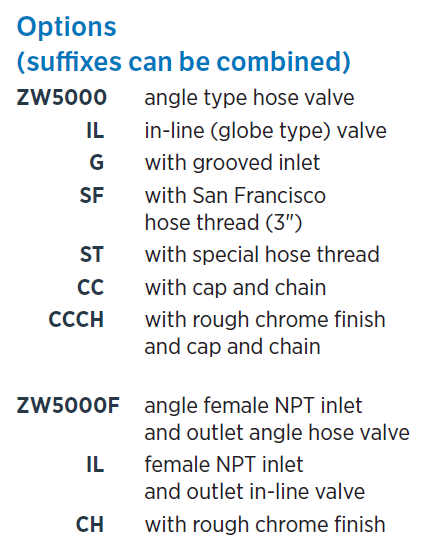 Options
(suffixes can be combined)
ZW5000 angle type hose valve
IL in-line (globe type) valve
G with grooved inlet
SF with San Francisco
hose thread (3")
ST with special hose thread
CC with cap and chain
CCCH with rough chrome finish
and cap and chain
ZW5000F angle female NPT inlet
and outlet angle hose valve
IL female NPT inlet
and outlet in-line valve
CH with rough chrome finish